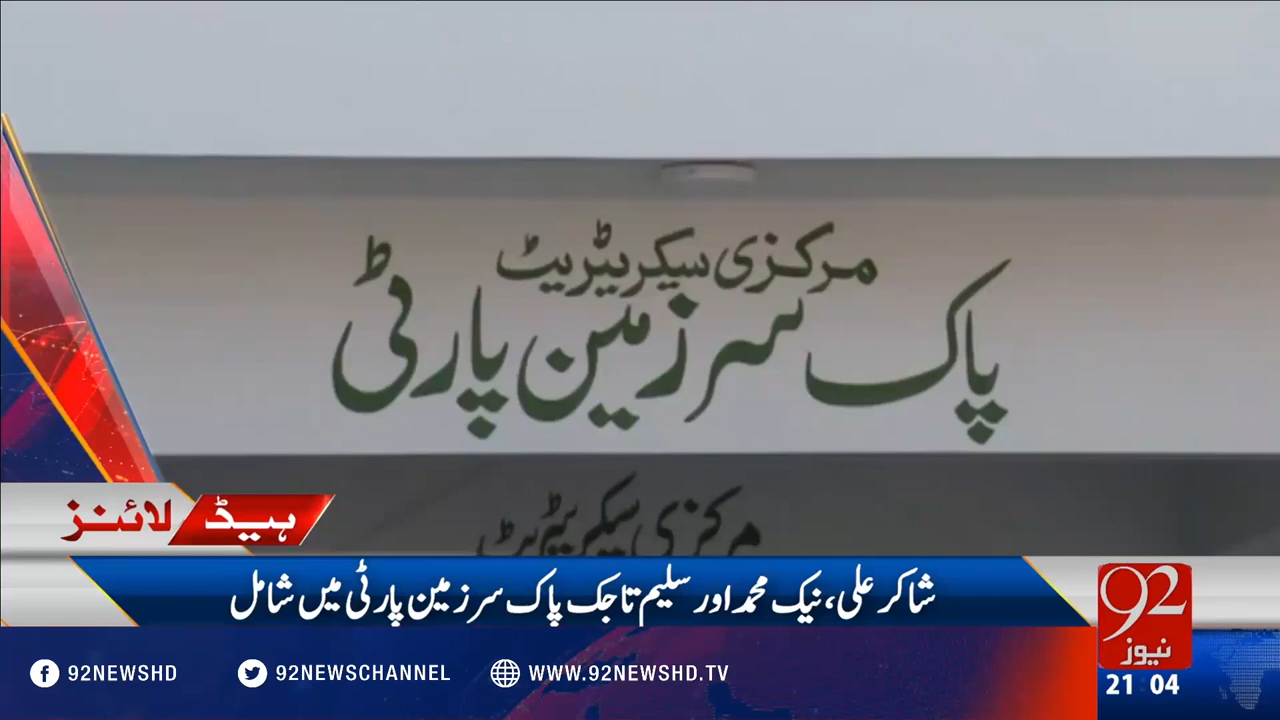 مرکزی سیکریٹریٹ
پاک سرزمین پارٹی
مرکزی سیکریٹریٹ
ہیڈ لائنز
شاکر علی، نیک محمد اور سلیم تاجک پاک سرزمین پارٹی میں شامل
92
نیوز
21 04
92NEWSHD
92NEWSCHANNEL
WWW.92NEWSHD.TV